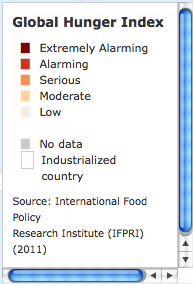 Global Hunger Index
Extremely Alarming
Alarming
Serious
Moderate
Low
No data
Industrialized
country
Source: International Food
Policy
Research Institute (IFPRI)
(2011)